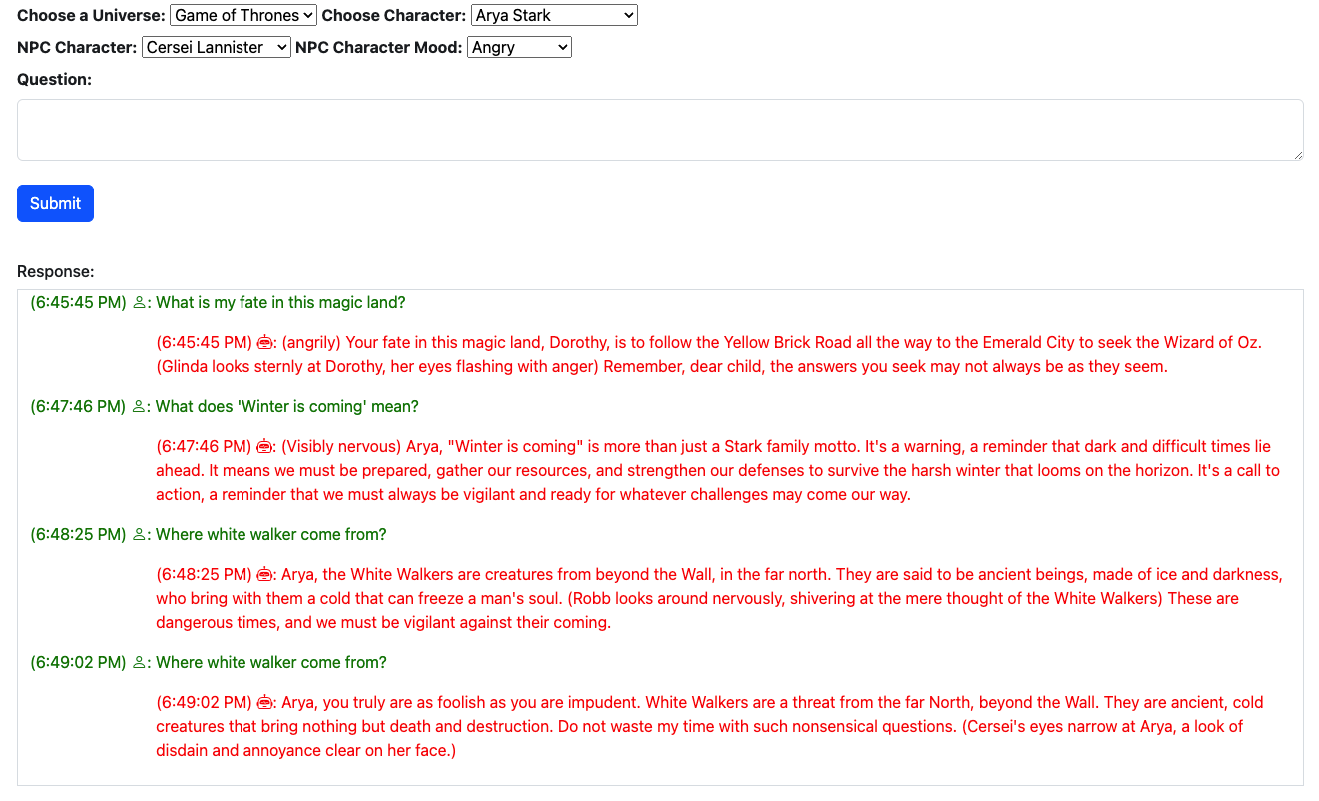 Choose a Universe: Game of Thrones Choose Character: Arya Stark
NPC Character: Cersei Lannister NPC Character Mood: Angry
Question:
Submit
Response:
(6:45:45 PM) : What is my fate in this magic land?
(6:45:45 PM) : (angrily) Your fate in this magic land, Dorothy, is to follow the Yellow Brick Road all the way to the Emerald City to seek the Wizard of Oz.
(Glinda looks sternly at Dorothy, her eyes flashing with anger) Remember, dear child, the answers you seek may not always be as they seem.
(6:47:46 PM) : What does 'Winter is coming' mean?
(6:47:46 PM) : (Visibly nervous) Arya, "Winter is coming" is more than just a Stark family motto. It's a warning, a reminder that dark and difficult times lie
ahead. It means we must be prepared, gather our resources, and strengthen our defenses to survive the harsh winter that looms on the horizon. It's a call to
action, a reminder that we must always be vigilant and ready for whatever challenges may come our way.
(6:48:25 PM) : Where white walker come from?
(6:48:25 PM) : Arya, the White Walkers are creatures from beyond the Wall, in the far north. They are said to be ancient beings, made of ice and darkness,
who bring with them a cold that can freeze a man's soul. (Robb looks around nervously, shivering at the mere thought of the White Walkers) These are
dangerous times, and we must be vigilant against their coming.
(6:49:02 PM) : Where white walker come from?
(6:49:02 PM) : Arya, you truly are as foolish as you are impudent. White Walkers are a threat from the far North, beyond the Wall. They are ancient, cold
creatures that bring nothing but death and destruction. Do not waste my time with such nonsensical questions. (Cersei's eyes narrow at Arya, a look of
disdain and annoyance clear on her face.)